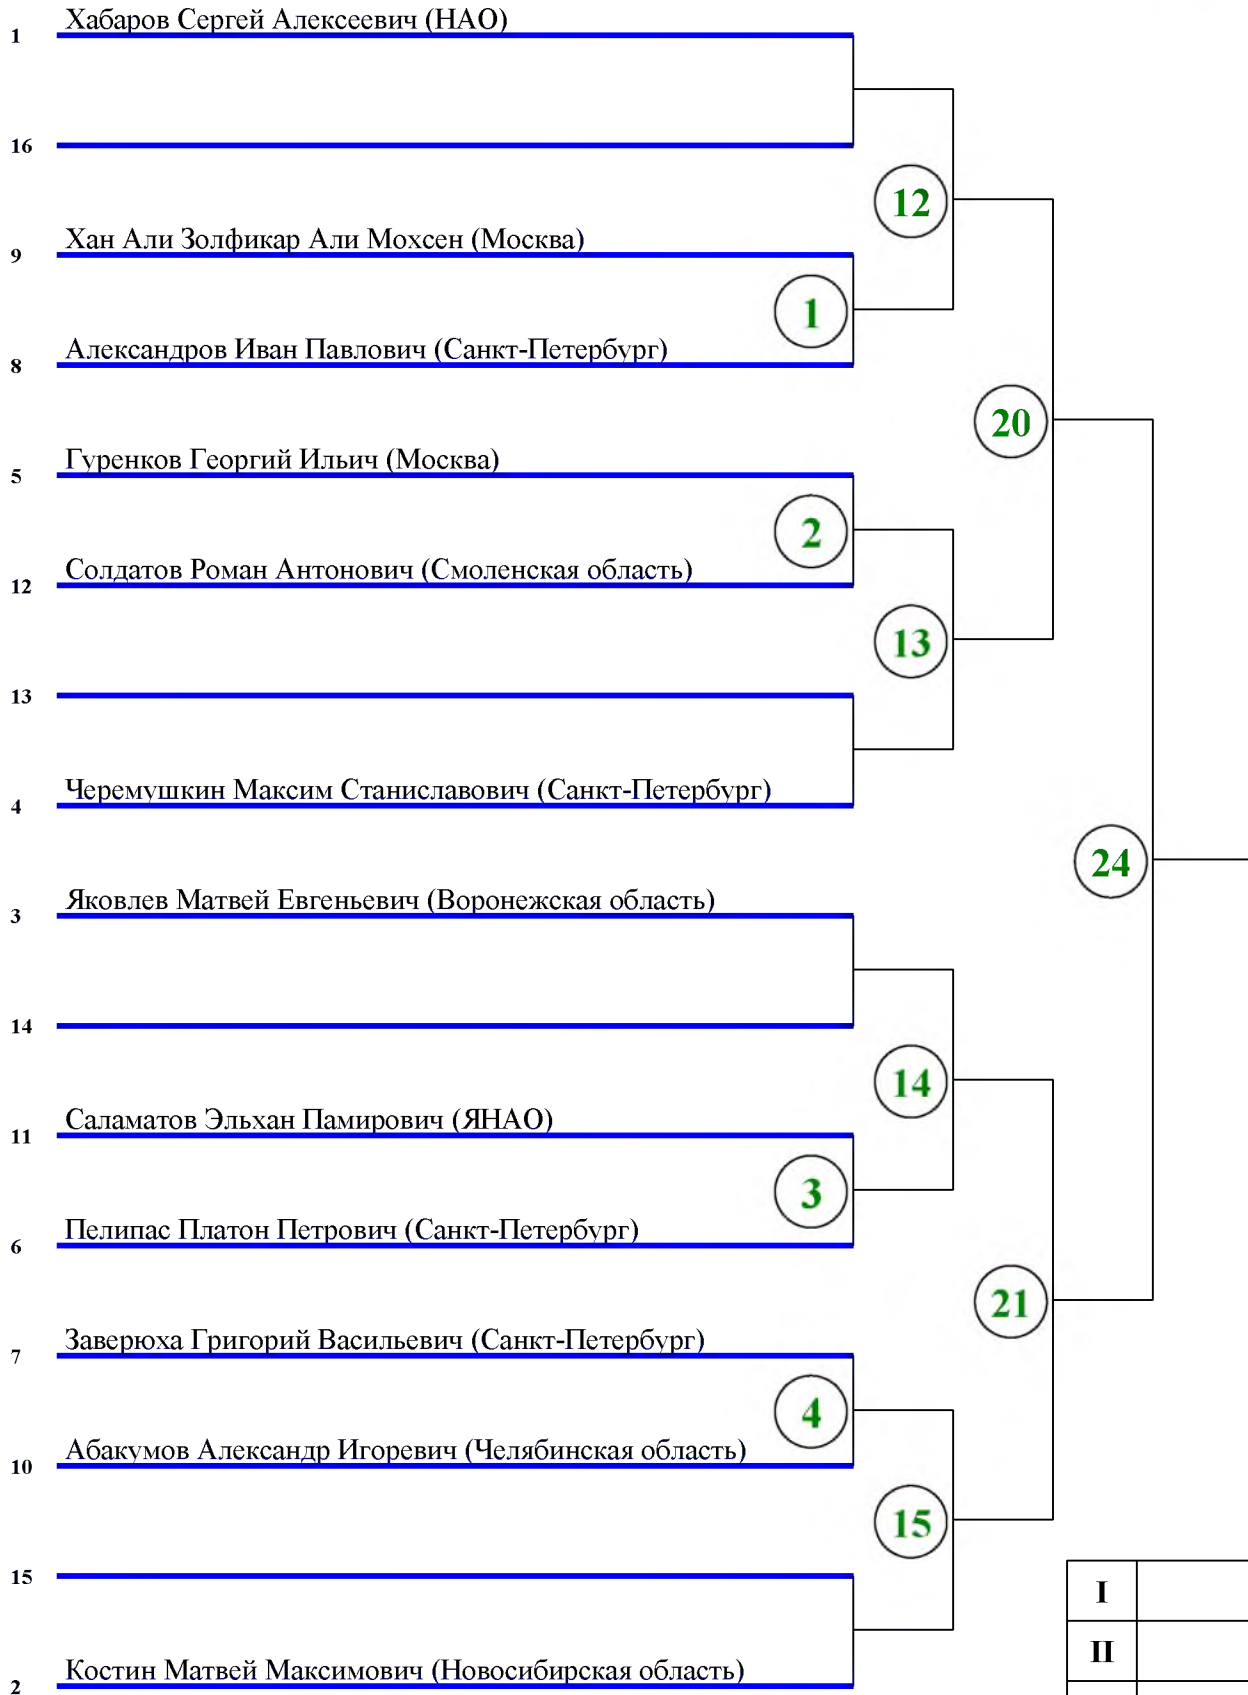 Хабаров Сергей Алексеевич (НАО)
1
16
12
Хан Али Золфикар Али Мохсен (Москва)
9
1
Александров Иван Павлович (Санкт-Петербург)
8
20
Гуренков Георгий Ильич (Москва)
5
2
Солдатов Роман Антонович (Смоленская область)
12
13
13
Черемушкин Максим Станиславович (Санкт-Петербург)
4
24
Яковлев Матвей Евгеньевич (Воронежская область)
3
14
14
Саламатов Эльхан Памирович (ЯНАО)
11
3
Пелипас Платон Петрович (Санкт-Петербург)
6
21
Заверюха Григорий Васильевич (Санкт-Петербург)
7
4
Абакумов Александр Игоревич (Челябинская область)
10
15
15
I
II
Костин Матвей Максимович (Новосибирская область)
2